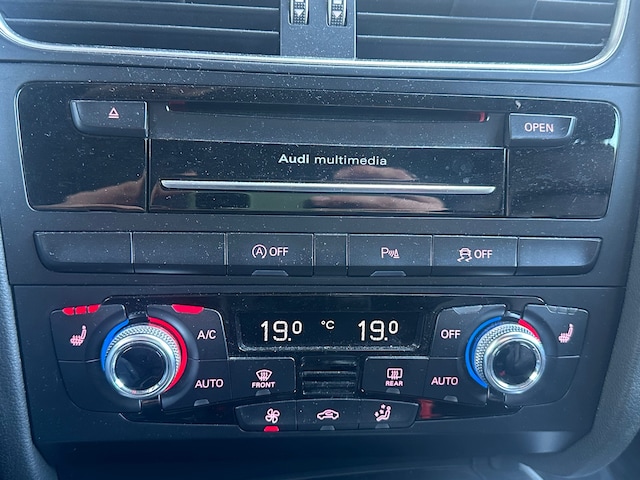 OPEN
Audi multimedia
A OFF
P
OFF
A/C
19.0 °C 19.0
OFF
AUTO
FRONT
REAR
AUTO